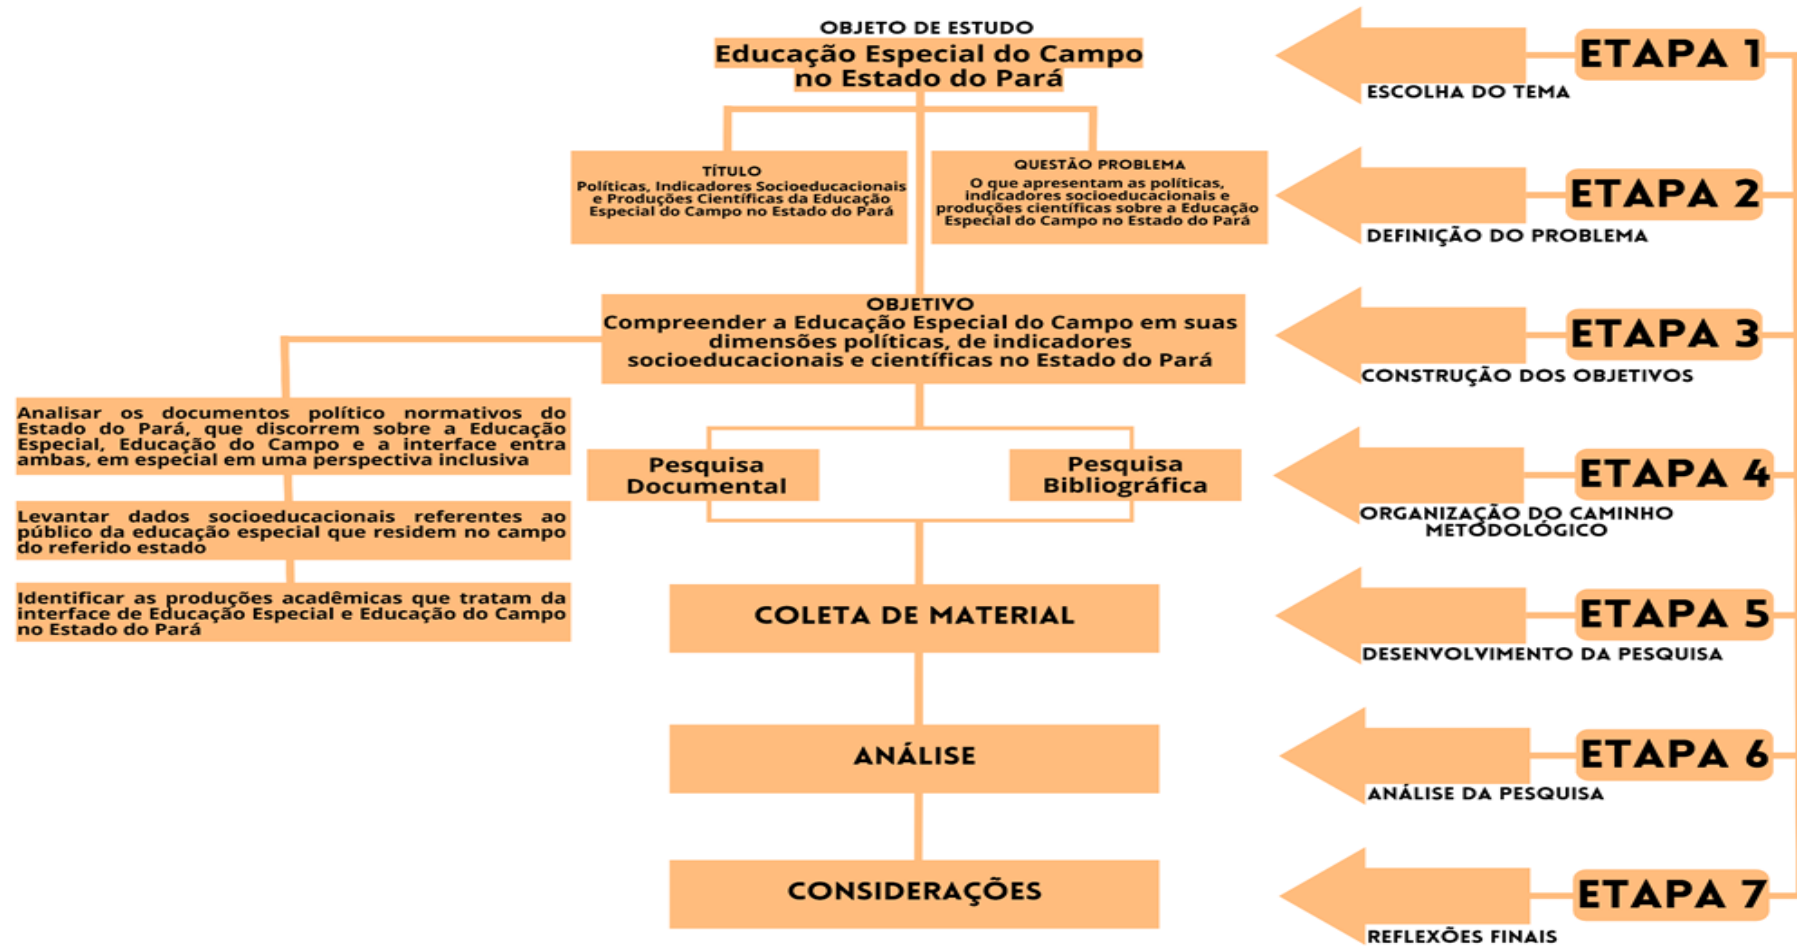 OBJETO DE ESTUDO
Educação Especial do Campo
no Estado do Pará
ETAPA 1
ESCOLHA DO TEMA
TÍTULO
Políticas, Indicadores Socioeducacionais
e Produções Científicas da Educação
Especial do Campo no Estado do Pará
QUESTÃO PROBLEMA
O que apresentam as políticas,
indicadores socioeducacionais e
produções científicas sobre a Educação
Especial do Campo no Estado do Pará
ETAPA 2
DEFINIÇÃO DO PROBLEMA
OBJETIVO
Compreender a Educação Especial do Campo em suas
dimensões políticas, de indicadores
socioeducacionais e científicas no Estado do Pará
ETAPA 3
CONSTRUÇÃO DOS OBJETIVOS
Analisar os documentos político normativos do
Estado do Pará, que discorrem sobre a Educação
Especial, Educação do Campo e a interface entra
ambas, em especial em uma perspectiva inclusiva
Levantar dados socioeducacionais referentes ao
público da educação especial que residem no campo
do referido estado
Identificar as produções acadêmicas que tratam da
interface de Educação Especial e Educação do Campo
no Estado do Pará
Pesquisa
Documental
Pesquisa
Bibliográfica
ETAPA 4
ORGANIZAÇÃO DO CAMINHO
METODOLÓGICO
COLETA DE MATERIAL
ETAPA 5
DESENVOLVIMENTO DA PESQUISA
ANÁLISE
ETAPA 6
ANÁLISE DA PESQUISA
CONSIDERAÇÕES
ETAPA 7
REFLEXÕES FINAIS